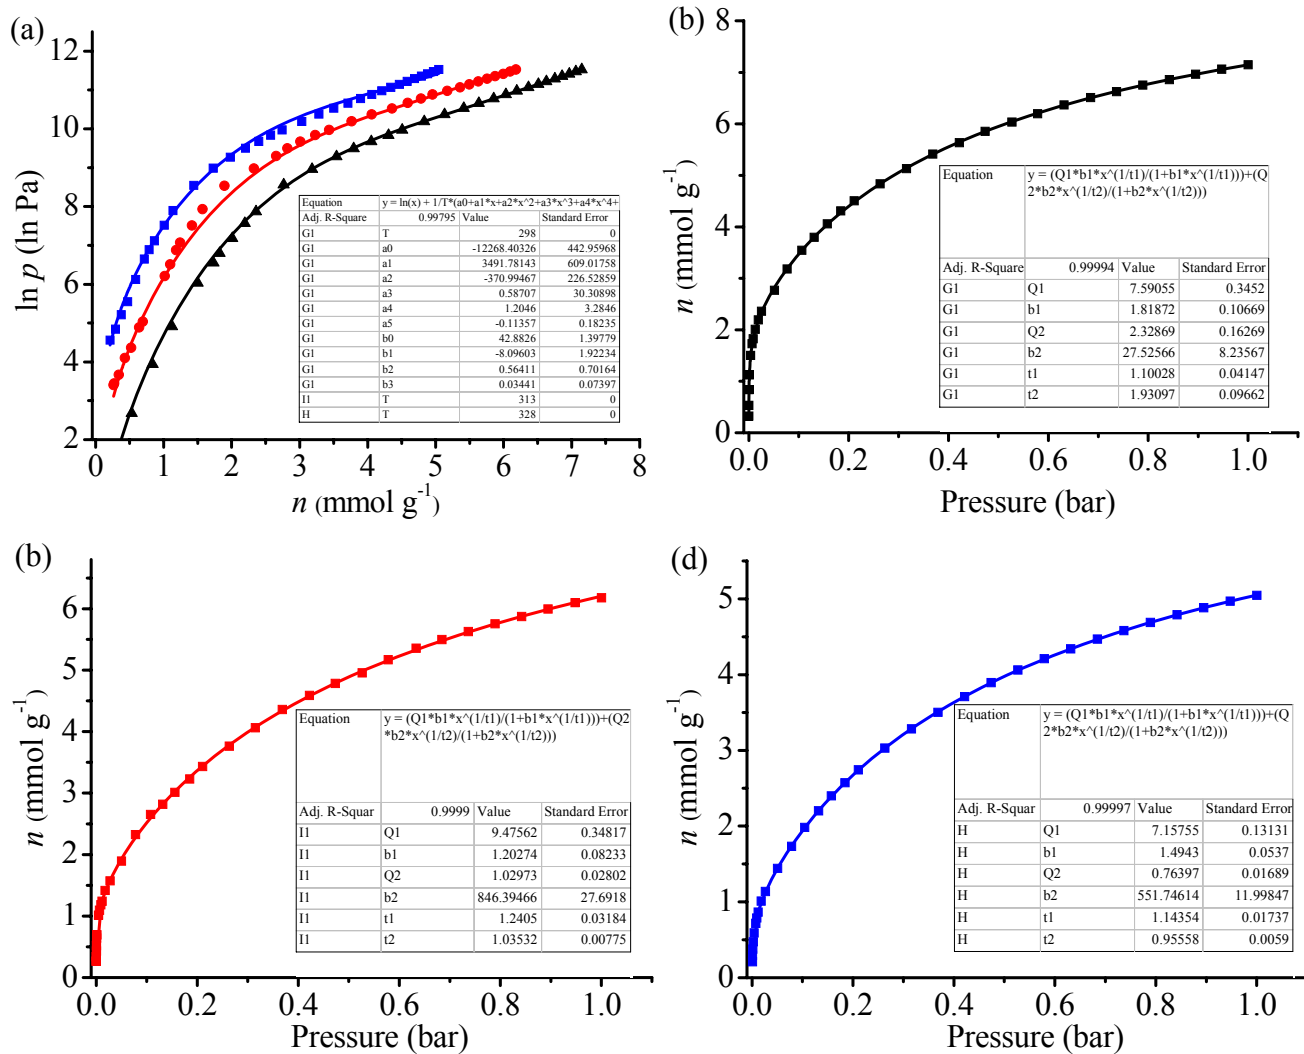 (a)
ln p (ln Pa)
12
10
8
6
4
2
0 1 2 3 4 5 6 7 8
n (mmol g⁻¹)
Equation y = ln(x) + 1/T*(a0+a1*x+a2*x^2+a3*x^3+a4*x^4+
Adj. R-Square 0.99795 Value Standard Error
G1 T 298 0
G1 a0 -12268.40326 442.95968
G1 a1 3491.78143 609.01758
G1 a2 -370.99467 226.52859
G1 a3 0.58707 30.30898
G1 a4 1.2046 3.2846
G1 a5 -0.11357 0.18235
G1 b0 42.8826 1.39779
G1 b1 -8.09603 1.92234
G1 b2 0.56411 0.70164
G1 b3 0.03441 0.07397
I1 T 313 0
H T 328 0
(b)
n (mmol g⁻¹)
8
6
4
2
0
0.0 0.2 0.4 0.6 0.8 1.0
Pressure (bar)
Equation y = (Q1*b1*x^(1/t1)/(1+b1*x^(1/t1)))+(Q
2*b2*x^(1/t2)/(1+b2*x^(1/t2)))
Adj. R-Square 0.99994 Value Standard Error
G1 Q1 7.59055 0.3452
G1 b1 1.81872 0.10669
G1 Q2 2.32869 0.16269
G1 b2 27.52566 8.23567
G1 t1 1.10028 0.04147
G1 t2 1.93097 0.09662
(b)
n (mmol g⁻¹)
6
5
4
3
2
1
0
0.0 0.2 0.4 0.6 0.8 1.0
Pressure (bar)
Equation y = (Q1*b1*x^(1/t1)/(1+b1*x^(1/t1)))+(Q2
*b2*x^(1/t2)/(1+b2*x^(1/t2)))
Adj. R-Squar 0.9999 Value Standard Error
I1 Q1 9.47562 0.34817
I1 b1 1.20274 0.08233
I1 Q2 1.02973 0.02802
I1 b2 846.39466 27.6918
I1 t1 1.2405 0.03184
I1 t2 1.03532 0.00775
(d)
n (mmol g⁻¹)
5
4
3
2
1
0
0.0 0.2 0.4 0.6 0.8 1.0
Pressure (bar)
Equation y = (Q1*b1*x^(1/t1)/(1+b1*x^(1/t1)))+(Q
2*b2*x^(1/t2)/(1+b2*x^(1/t2)))
Adj. R-Squar 0.99997 Value Standard Error
H Q1 7.15755 0.13131
H b1 1.4943 0.0537
H Q2 0.76397 0.01689
H b2 551.74614 11.99847
H t1 1.14354 0.01737
H t2 0.95558 0.0059